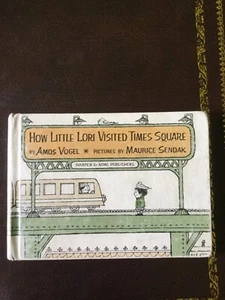 HOW LITTLE LORI VISITED TIMES SQUARE
BY AMOS VOGEL * PICTURES BY MAURICE SENDAK
HARPER & ROW, PUBLISHERS